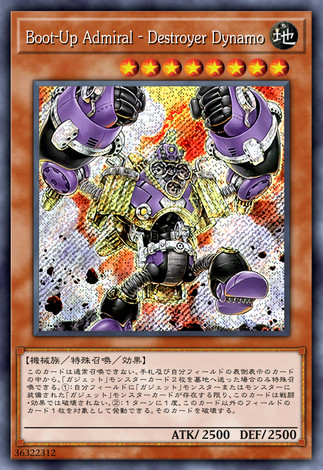 Boot-Up Admiral - Destroyer Dynamo
地
【機械族／特殊召喚／効果】
このカードは通常召喚できない。手札及び自分フィールドの表側表示のカード
の中から、「ガジェット」モンスターカード２枚を墓地へ送った場合のみ特殊召
喚できる。①：自分フィールドに「ガジェット」モンスターまたはモンスターに
装備された「ガジェット」モンスターカードが存在する限り、このカードは戦闘
・効果では破壊されない。②：１ターンに１度、このカード以外のフィールドの
カード１枚を対象として発動できる。そのカードを破壊する。
ATK/ 2500 DEF/ 2500
36322312